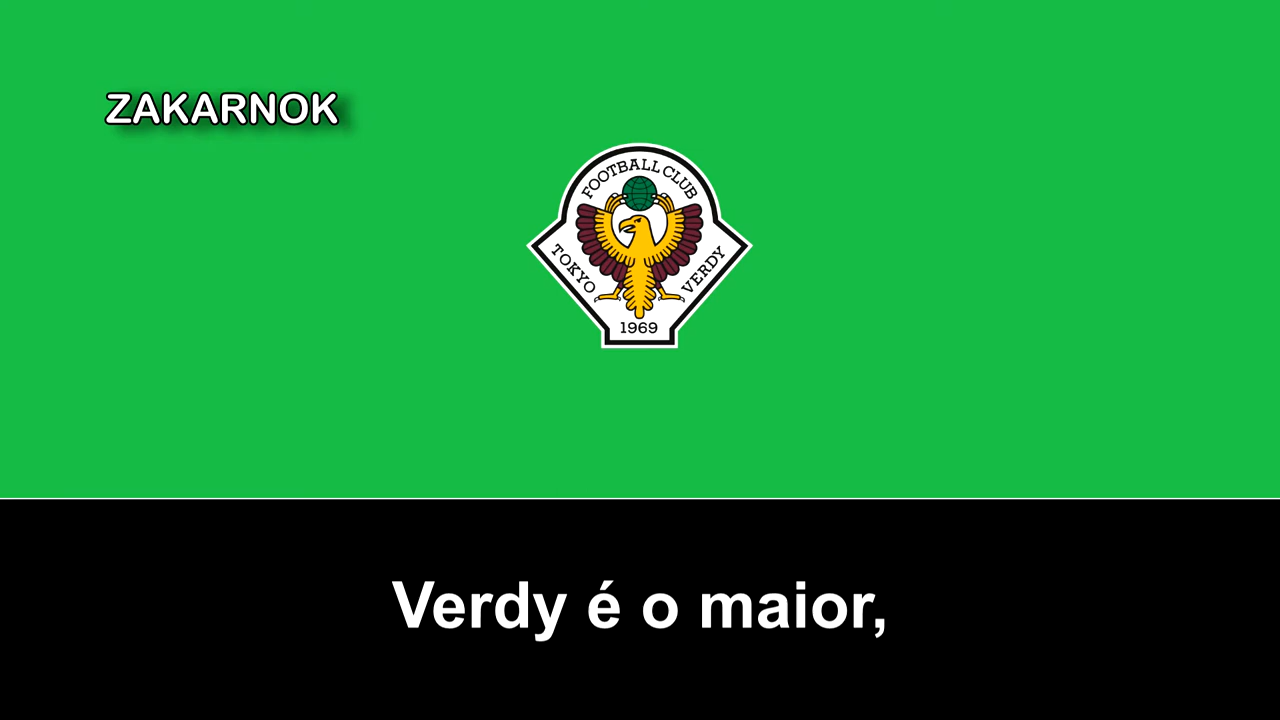 ZAKARNOK
FOOTBALL CLUB
TOKYO VERDY
1969
Verdy é o maior,